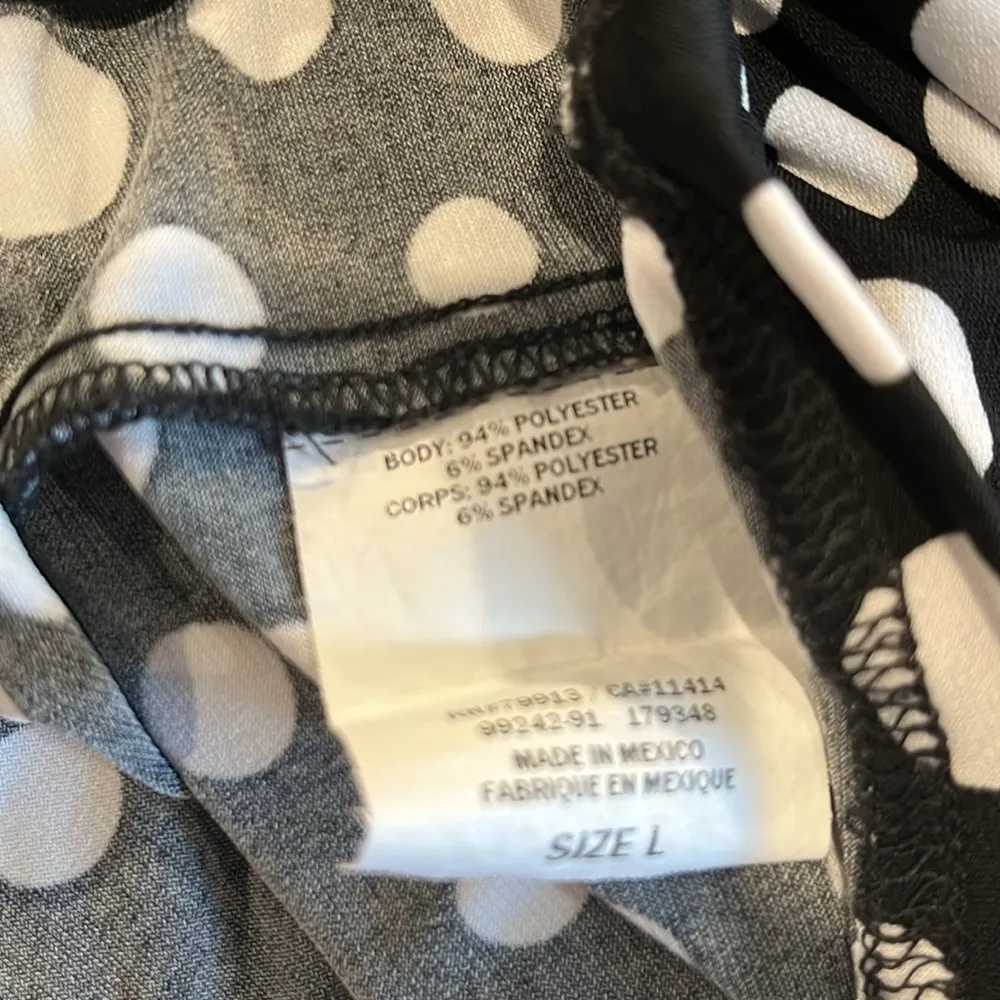 BODY: 94% POLYESTER
6% SPANDEX
CORPS: 94% POLYESTER
6% SPANDEX
CA#11414
99242-91 179348
MADE IN MEXICO
FABRIQUE EN MEXIQUE
SIZE L